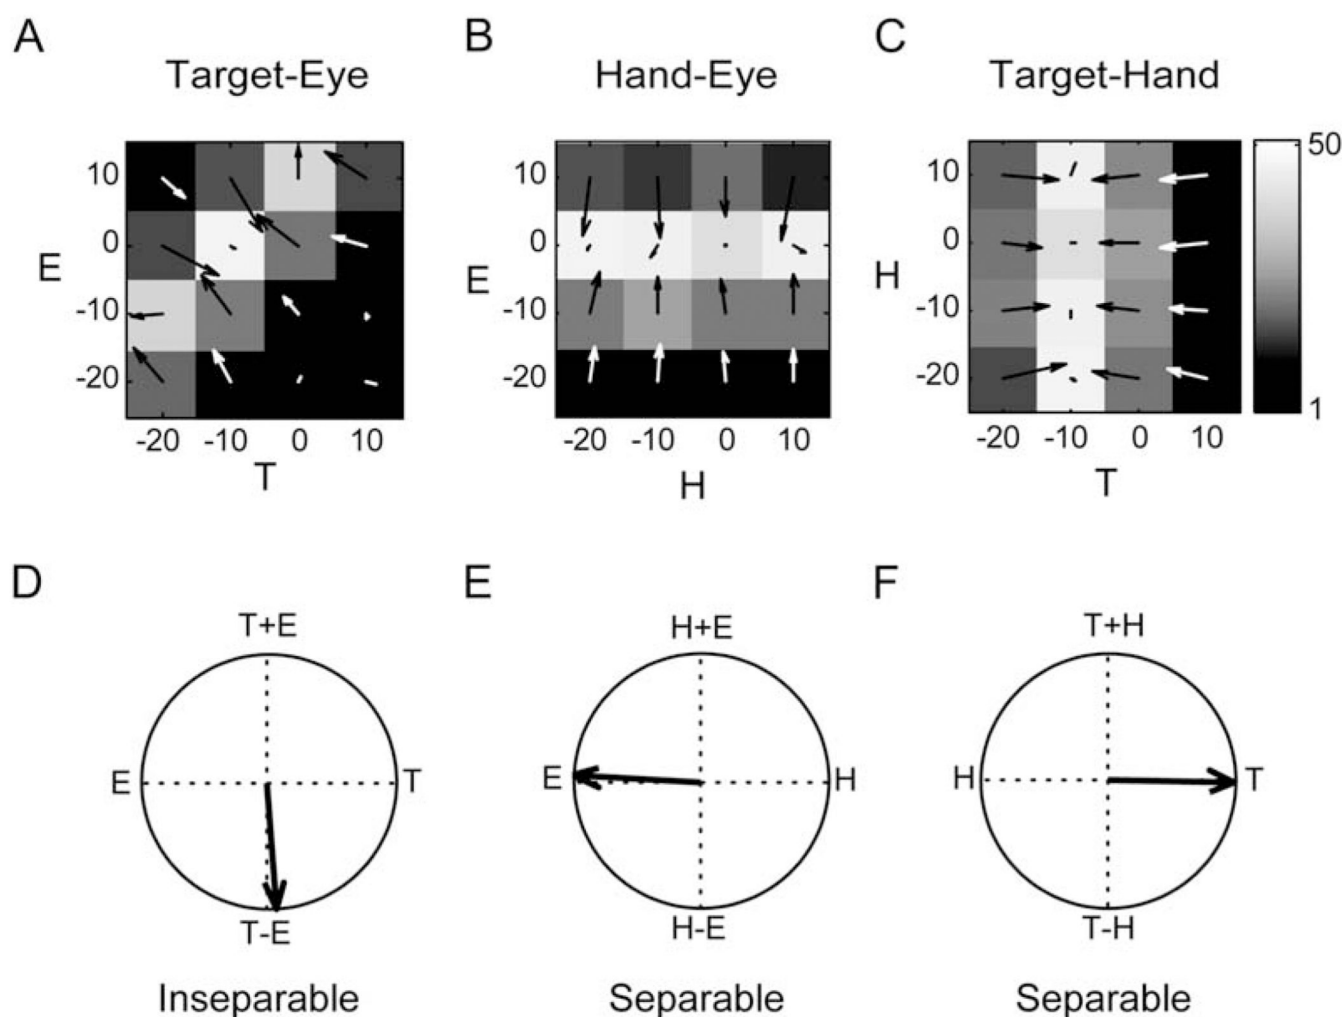 A B C
Target-Eye Hand-Eye Target-Hand
10 10 10 50
0 0 0
E E H
-10 -10 -10
-20 -20 -20 1
-20 -10 0 10 -20 -10 0 10 -20 -10 0 10
T H T
D E F
T+E H+E T+H
E T E H H T
T-E H-E T-H
Inseparable Separable Separable